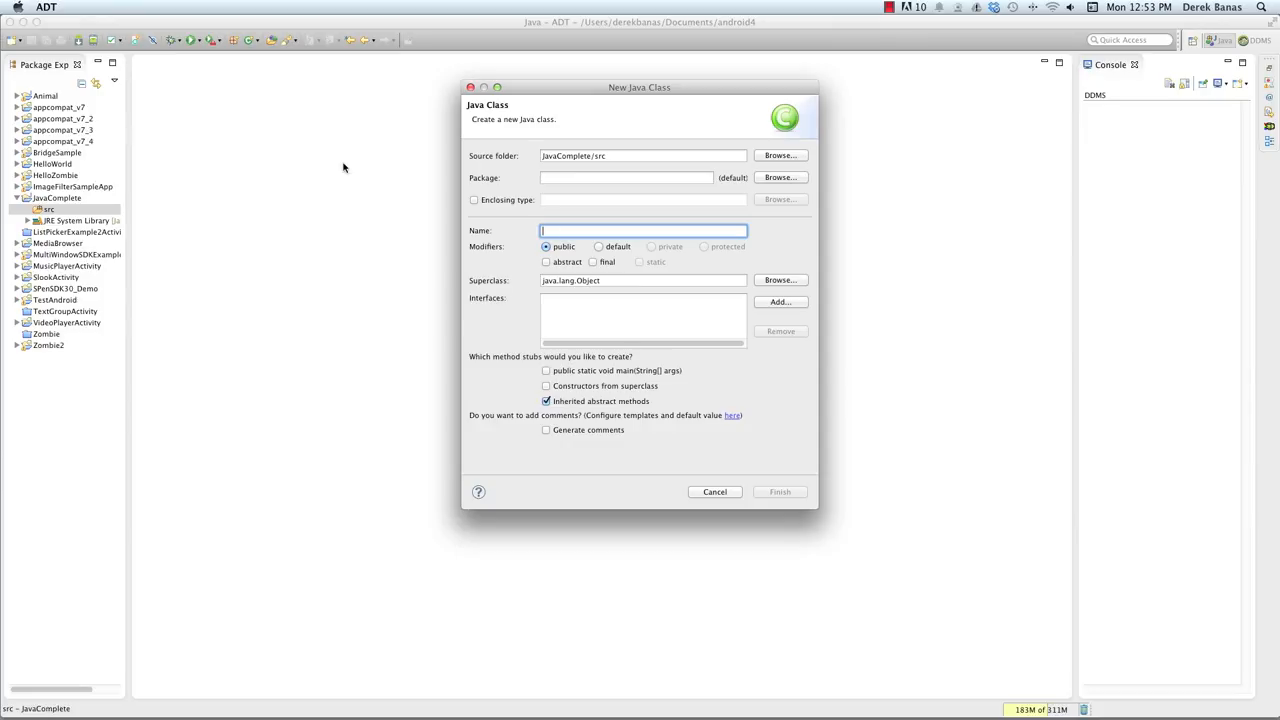 ADT
10
Mon 12:53 PM Derek Banas
Java - ADT - /Users/derekbanas/Documents/android4
Quick Access
Java
DDMS
Package Exp
Animal
appcompat_v7
appcompat_v7_2
appcompat_v7_3
appcompat_v7_4
BridgeSample
HelloWorld
HelloZombie
ImageFilterSampleApp
JavaComplete
src
JRE System Library [Ja
ListPickerExample2Activi
MediaBrowser
MultiWindowSDKExample
MusicPlayerActivity
SlookActivity
SPenSDK30_Demo
TestAndroid
TextGroupActivity
VideoPlayerActivity
Zombie
Zombie2
New Java Class
Java Class
Create a new Java class.
Source folder: JavaComplete/src Browse...
Package: (default) Browse...
Enclosing type: Browse...
Name:
Modifiers: public default private protected
abstract final static
Superclass: java.lang.Object Browse...
Interfaces: Add...
Remove
Which method stubs would you like to create?
public static void main(String[] args)
Constructors from superclass
Inherited abstract methods
Do you want to add comments? (Configure templates and default value here)
Generate comments
? Cancel Finish
Console
DDMS
src - JavaComplete
183M of 311M